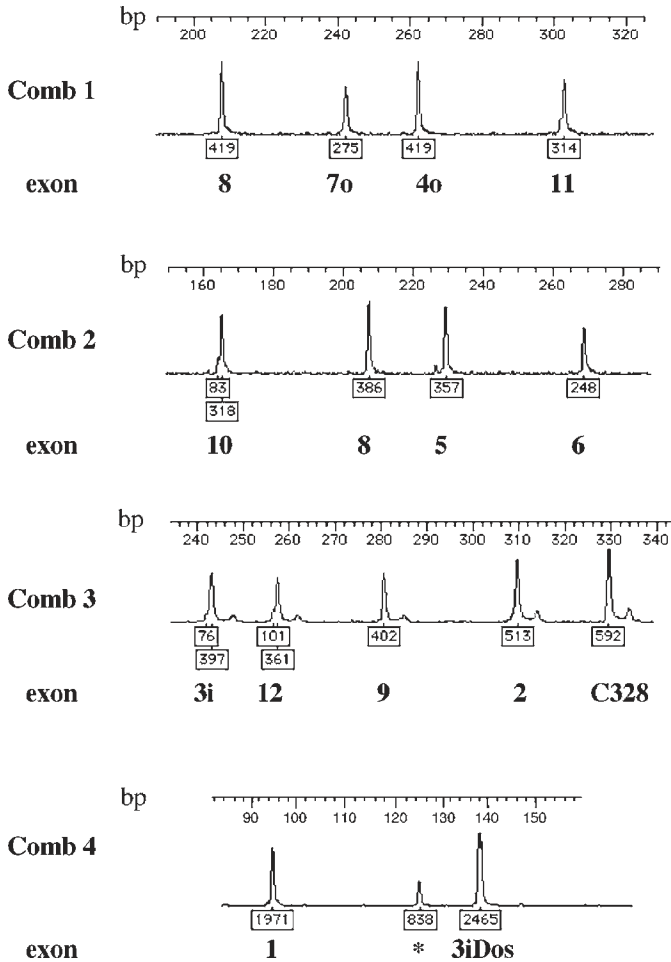 bp
200 220 240 260 280 300 320
Comb 1
419 275 419 314
exon 8 7o 4o 11
bp
160 180 200 220 240 260 280
Comb 2
83 386 357 248
318
exon 10 8 5 6
bp
240 250 260 270 280 290 300 310 320 330 340
Comb 3
76 101 402 513 592
397 361
exon 3i 12 9 2 C328
bp
90 100 110 120 130 140 150
Comb 4
1971 838 2465
exon 1 * 3iDos